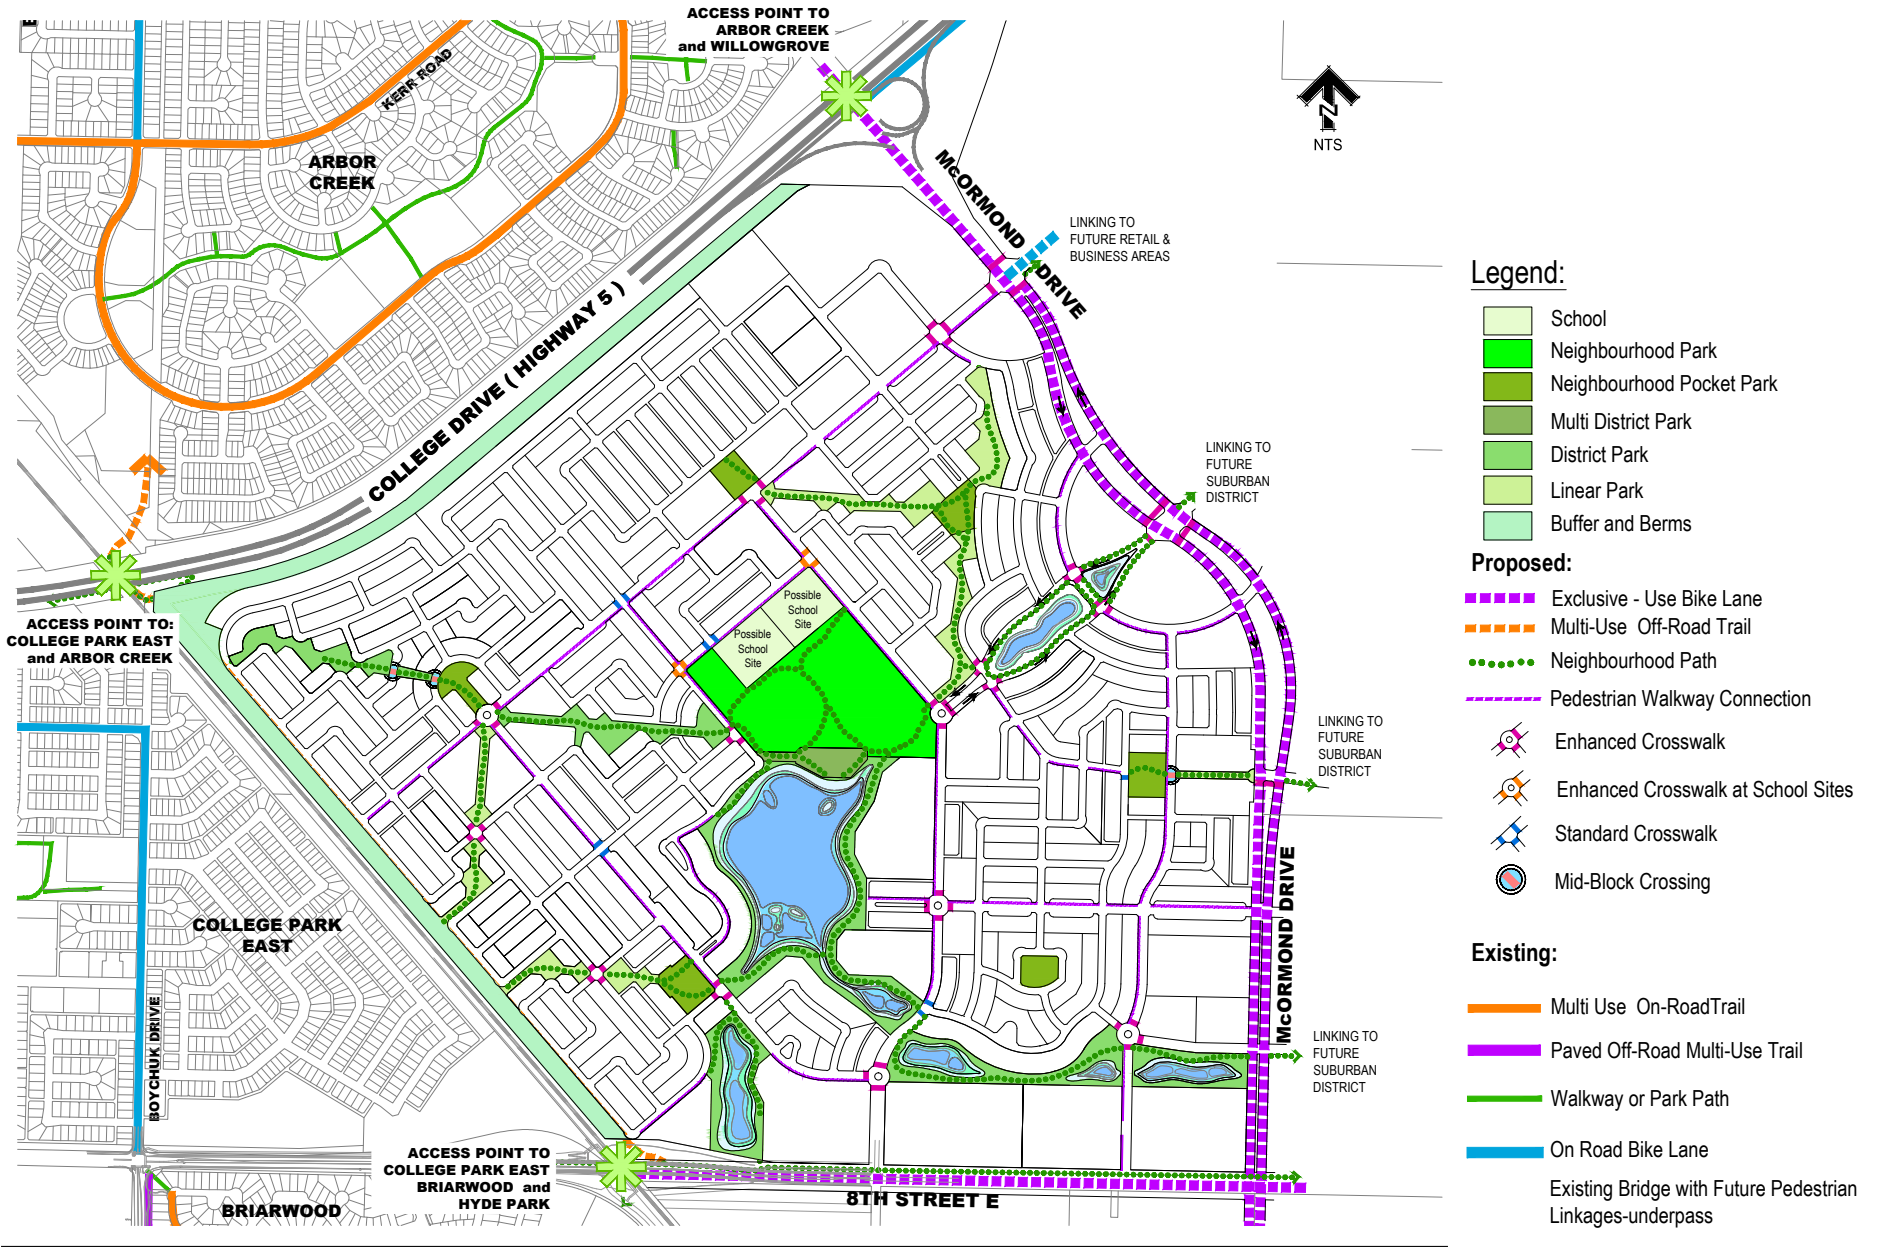 ACCESS POINT TO
ARBOR CREEK
and WILLOWGROVE
KERR ROAD
ARBOR
CREEK
N
NTS
McORMOND DRIVE
LINKING TO
FUTURE RETAIL &
BUSINESS AREAS
COLLEGE DRIVE ( HIGHWAY 5 )
LINKING TO
FUTURE
SUBURBAN
DISTRICT
Possible
School
Site
Possible
School
Site
ACCESS POINT TO:
COLLEGE PARK EAST
and ARBOR CREEK
LINKING TO
FUTURE
SUBURBAN
DISTRICT
COLLEGE PARK
EAST
BOYCHUK DRIVE
McORMOND DRIVE
LINKING TO
FUTURE
SUBURBAN
DISTRICT
ACCESS POINT TO
COLLEGE PARK EAST
BRIARWOOD and
HYDE PARK
8TH STREET E
BRIARWOOD
Legend:
School
Neighbourhood Park
Neighbourhood Pocket Park
Multi District Park
District Park
Linear Park
Buffer and Berms
Proposed:
Exclusive - Use Bike Lane
Multi-Use Off-Road Trail
Neighbourhood Path
Pedestrian Walkway Connection
Enhanced Crosswalk
Enhanced Crosswalk at School Sites
Standard Crosswalk
Mid-Block Crossing
Existing:
Multi Use On-RoadTrail
Paved Off-Road Multi-Use Trail
Walkway or Park Path
On Road Bike Lane
Existing Bridge with Future Pedestrian
Linkages-underpass